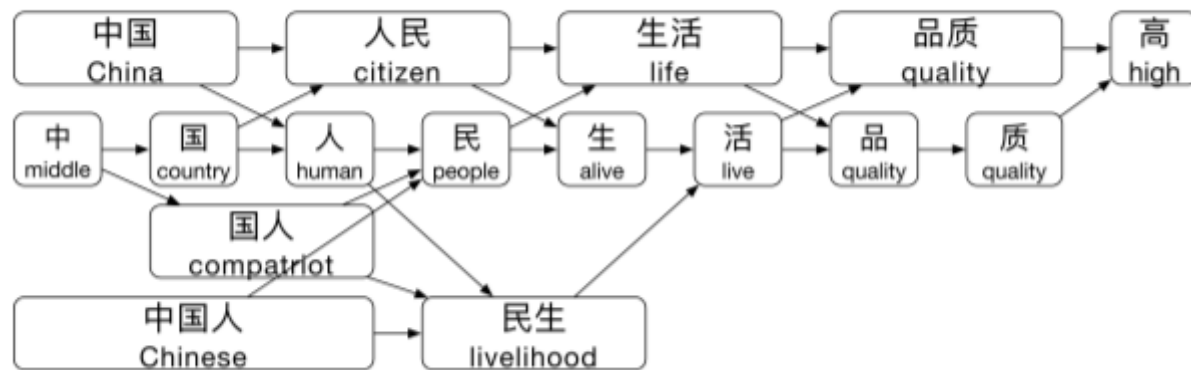 中国 人民 生活 品质 高
China citizen life quality high
中 国 人 民 生 活 品 质
middle country human people alive live quality quality
国人
compatriot
中国人 民生
Chinese livelihood